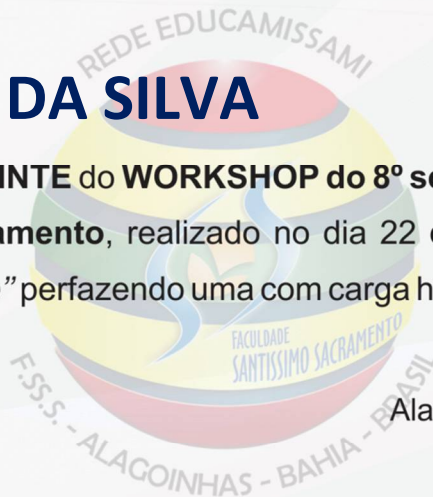 REDE EDUCAMISSAMI
DA SILVA
INTE do WORKSHOP do 8º se
amento, realizado no dia 22
” perfazendo uma com carga h
FACULDADE
SANTISSIMO SACRAMENTO
Ala
F.SS.S. - ALAGOINHAS - BAHIA - BRASIL